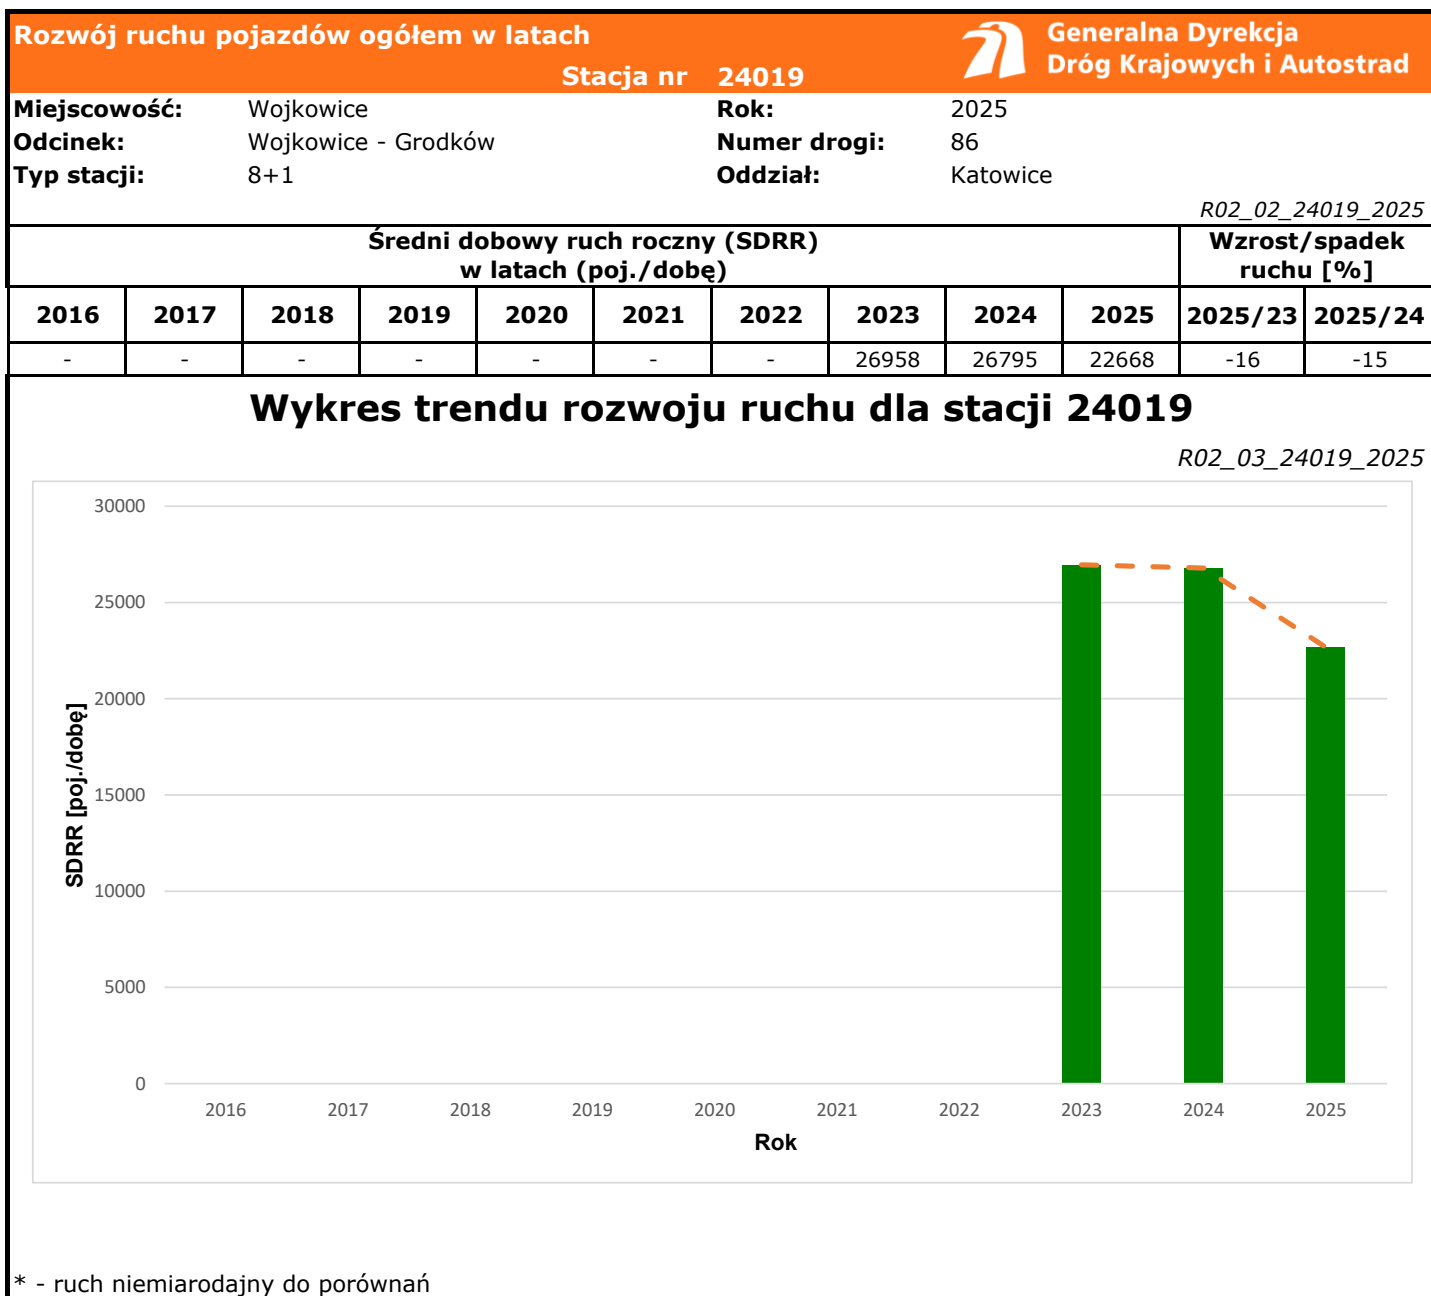 Rozwój ruchu pojazdów ogółem w latach
Generalna Dyrekcja
Dróg Krajowych i Autostrad
Stacja nr 24019
Miejscowość: Wojkowice Rok: 2025
Odcinek: Wojkowice - Grodków Numer drogi: 86
Typ stacji: 8+1 Oddział: Katowice
R02_02_24019_2025
Średni dobowy ruch roczny (SDRR) Wzrost/spadek
w latach (poj./dobę) ruchu [%]
2016 2017 2018 2019 2020 2021 2022 2023 2024 2025 2025/23 2025/24
- - - - - - - 26958 26795 22668 -16 -15
Wykres trendu rozwoju ruchu dla stacji 24019
R02_03_24019_2025
30000
25000
20000
15000
10000
5000
0
SDRR [poj./dobę]
2016 2017 2018 2019 2020 2021 2022 2023 2024 2025
Rok
* - ruch niemiarodajny do porównań